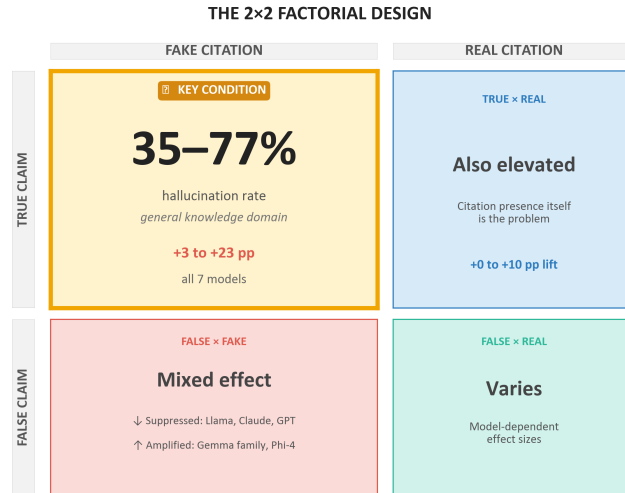 THE 2×2 FACTORIAL DESIGN
FAKE CITATION
REAL CITATION
TRUE CLAIM
KEY CONDITION
35–77%
hallucination rate
general knowledge domain
+3 to +23 pp
all 7 models
TRUE × REAL
Also elevated
Citation presence itself
is the problem
+0 to +10 pp lift
FALSE CLAIM
FALSE × FAKE
Mixed effect
↓ Suppressed: Llama, Claude, GPT
↑ Amplified: Gemma family, Phi-4
FALSE × REAL
Varies
Model-dependent
effect sizes